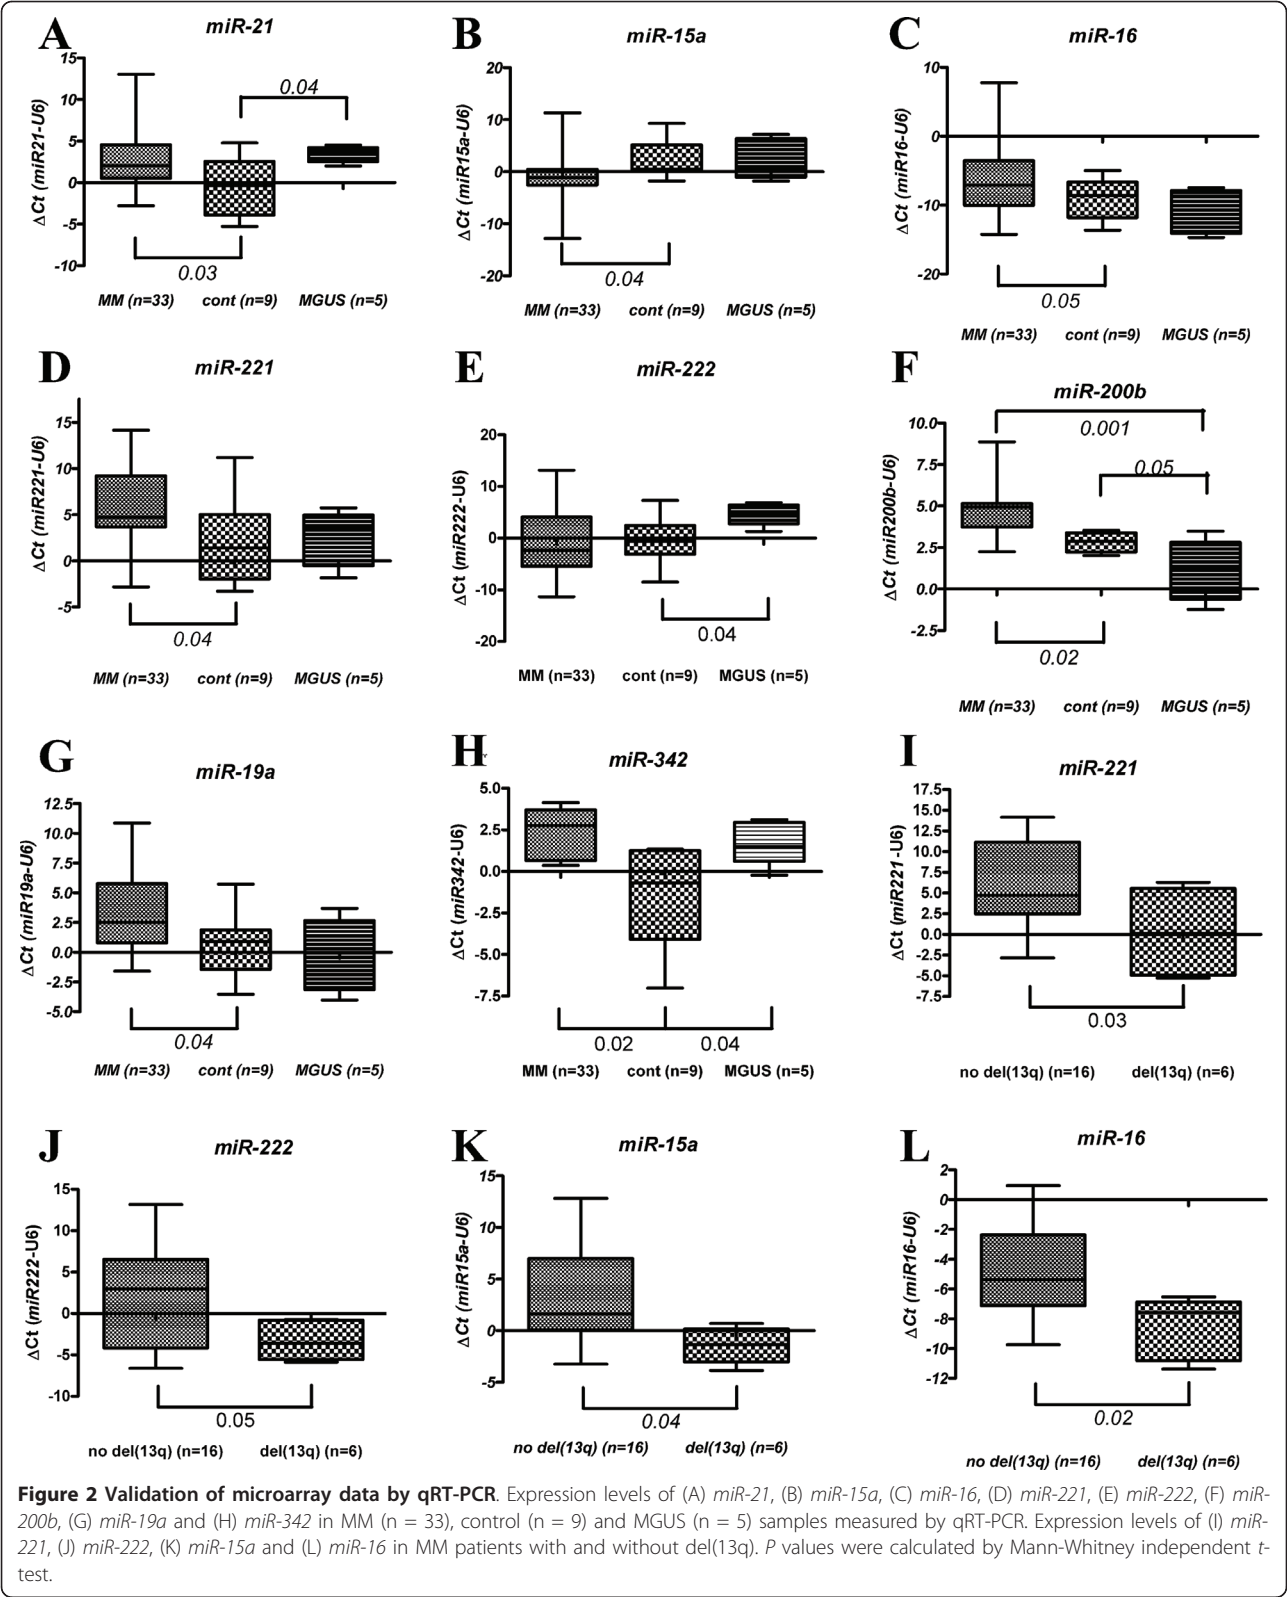 A
miR-21
ΔCt (miR21-U6)
15
10
5
0
-5
-10
0.04
0.03
MM (n=33) cont (n=9) MGUS (n=5)
B
miR-15a
ΔCt (miR15a-U6)
20
10
0
-10
-20
0.04
MM (n=33) cont (n=9) MGUS (n=5)
C
miR-16
ΔCt (miR16-U6)
10
0
-10
-20
0.05
MM (n=33) cont (n=9) MGUS (n=5)
D
miR-221
ΔCt (miR221-U6)
15
10
5
0
-5
0.04
MM (n=33) cont (n=9) MGUS (n=5)
E
miR-222
ΔCt (miR222-U6)
20
10
0
-10
-20
0.04
MM (n=33) cont (n=9) MGUS (n=5)
F
miR-200b
ΔCt (miR200b-U6)
10.0
7.5
5.0
2.5
0.0
-2.5
0.001
0.05
0.02
MM (n=33) cont (n=9) MGUS (n=5)
G
miR-19a
ΔCt (miR19a-U6)
12.5
10.0
7.5
5.0
2.5
0.0
-2.5
-5.0
0.04
MM (n=33) cont (n=9) MGUS (n=5)
H
miR-342
ΔCt (miR342-U6)
5.0
2.5
0.0
-2.5
-5.0
-7.5
0.02 0.04
MM (n=33) cont (n=9) MGUS (n=5)
I
miR-221
ΔCt (miR221-U6)
17.5
15.0
12.5
10.0
7.5
5.0
2.5
0.0
-2.5
-5.0
-7.5
0.03
no del(13q) (n=16) del(13q) (n=6)
J
miR-222
ΔCt (miR222-U6)
15
10
5
0
-5
-10
0.05
no del(13q) (n=16) del(13q) (n=6)
K
miR-15a
ΔCt (miR15a-U6)
15
10
5
0
-5
0.04
no del(13q) (n=16) del(13q) (n=6)
L
miR-16
ΔCt (miR16-U6)
2
0
-2
-4
-6
-8
-10
-12
0.02
no del(13q) (n=16) del(13q) (n=6)
Figure 2 Validation of microarray data by qRT-PCR. Expression levels of (A) miR-21, (B) miR-15a, (C) miR-16, (D) miR-221, (E) miR-222, (F) miR-
200b, (G) miR-19a and (H) miR-342 in MM (n = 33), control (n = 9) and MGUS (n = 5) samples measured by qRT-PCR. Expression levels of (I) miR-
221, (J) miR-222, (K) miR-15a and (L) miR-16 in MM patients with and without del(13q). P values were calculated by Mann-Whitney independent t-
test.